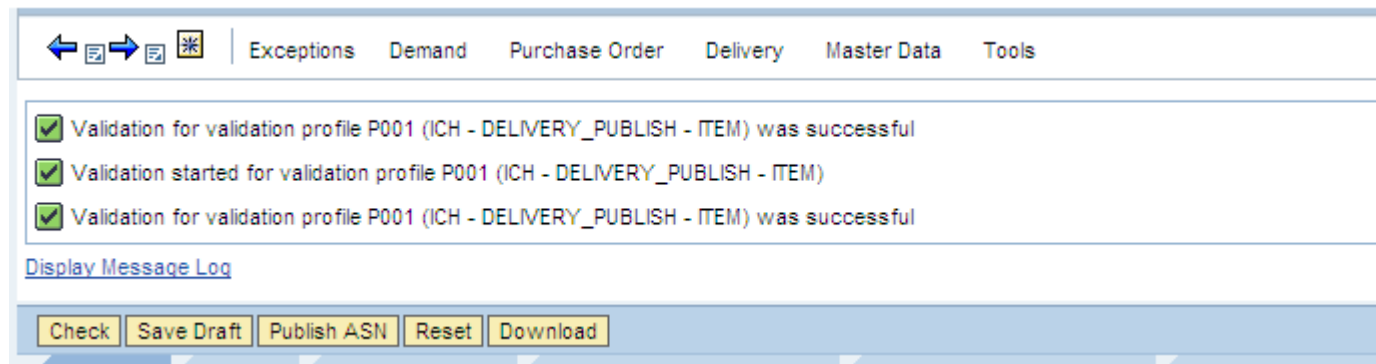 Exceptions Demand Purchase Order Delivery Master Data Tools
Validation for validation profile P001 (ICH - DELIVERY_PUBLISH - ITEM) was successful
Validation started for validation profile P001 (ICH - DELIVERY_PUBLISH - ITEM)
Validation for validation profile P001 (ICH - DELIVERY_PUBLISH - ITEM) was successful
Display Message Log
Check Save Draft Publish ASN Reset Download